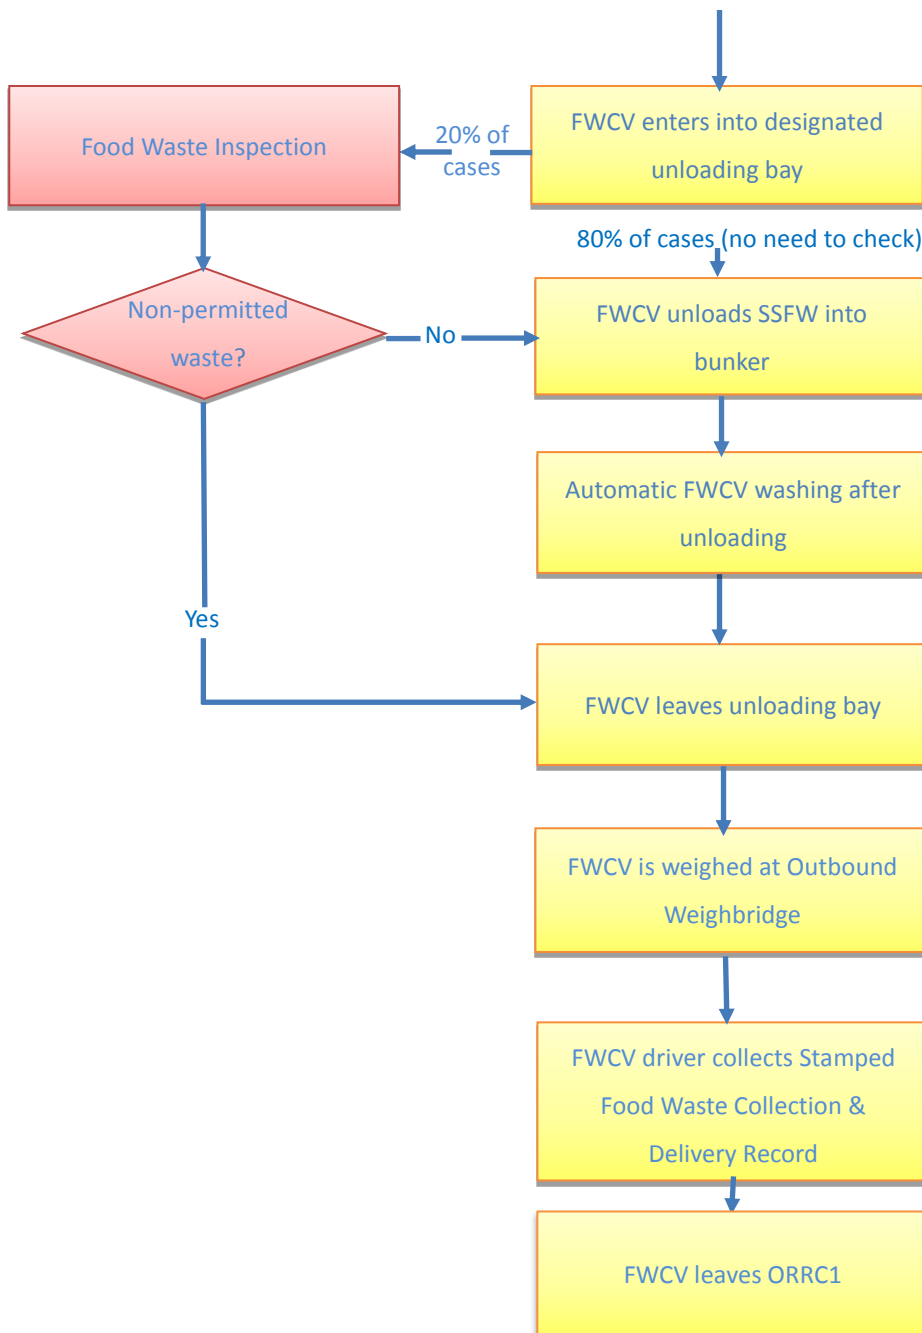 FWCV enters into designated
unloading bay
20% of
cases
Food Waste Inspection
80% of cases (no need to check)
Non-permitted
waste?
No
FWCV unloads SSFW into
bunker
Automatic FWCV washing after
unloading
Yes
FWCV leaves unloading bay
FWCV is weighed at Outbound
Weighbridge
FWCV driver collects Stamped
Food Waste Collection &
Delivery Record
FWCV leaves ORRC1